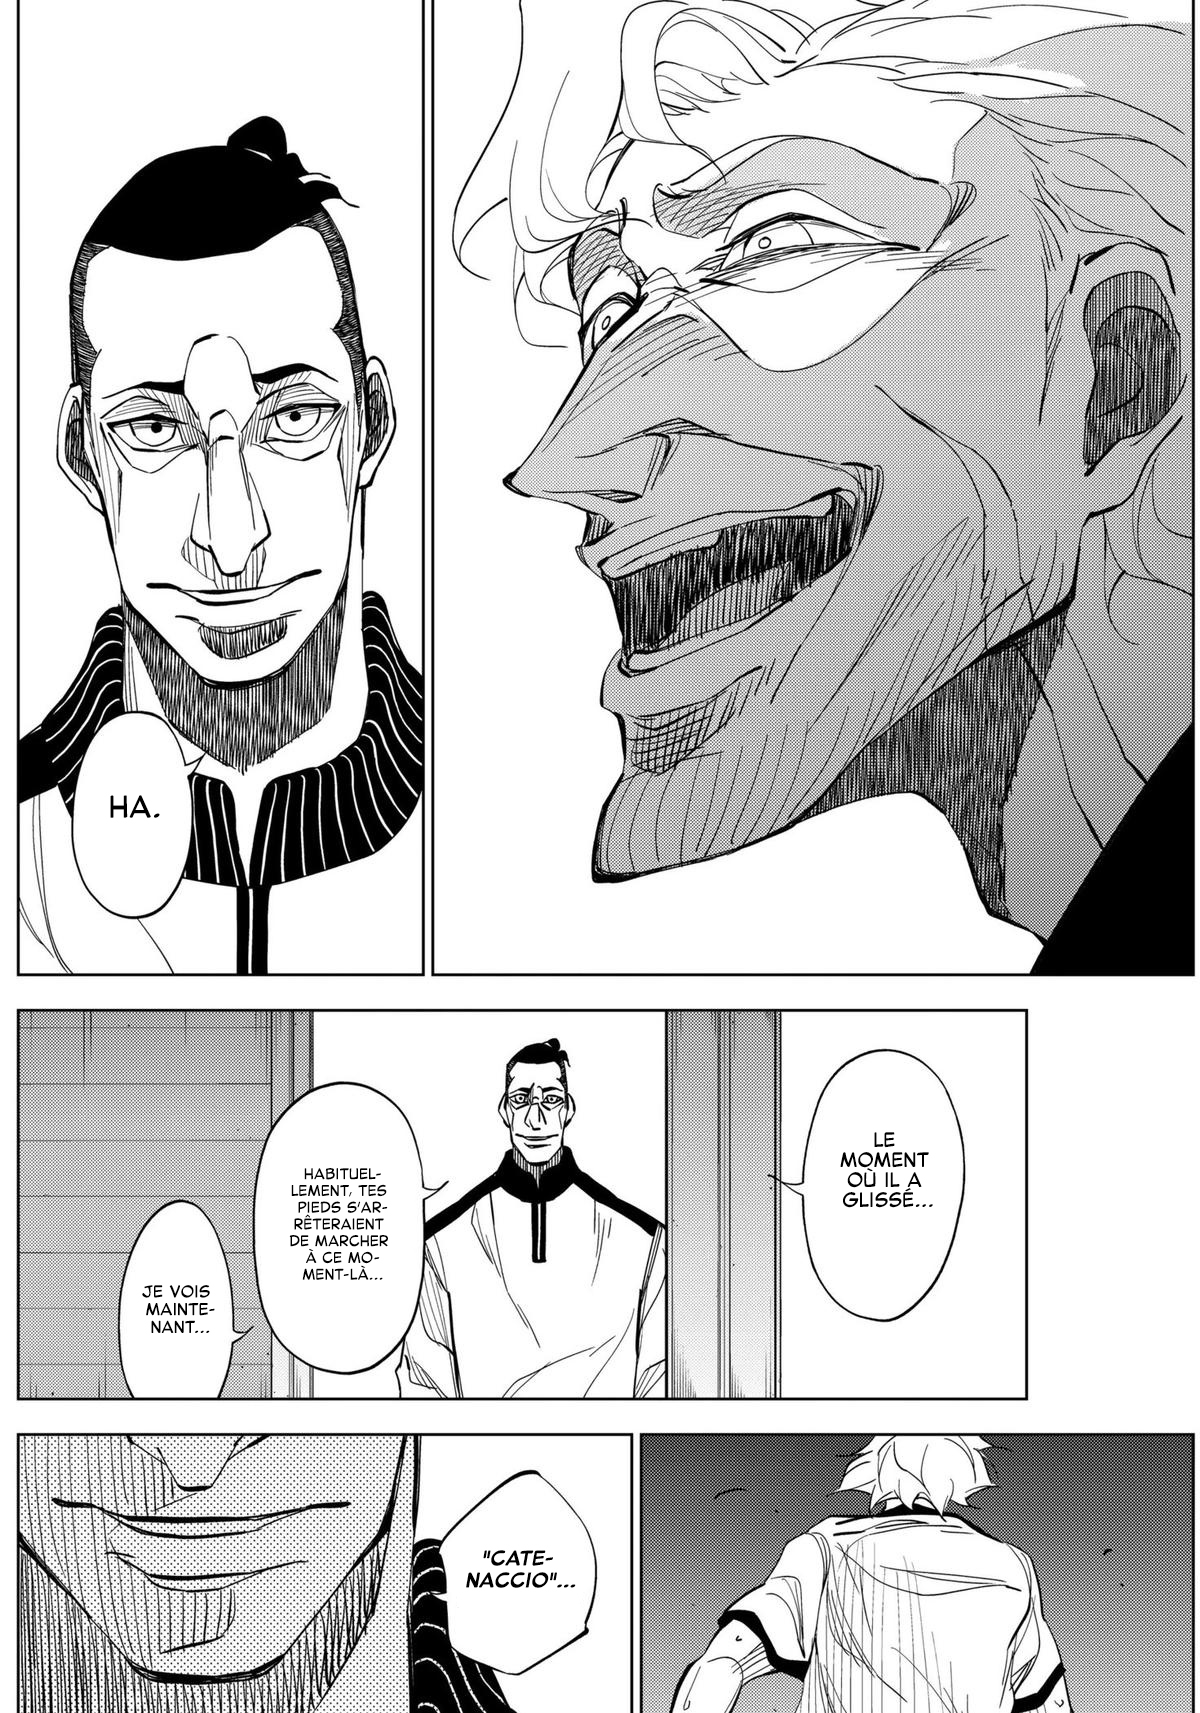 HA.
LE
MOMENT
OÙ IL A
GLISSÉ...
HABITUEL-
LEMENT, TES
PIEDS S'AR-
RÊTERAIENT
DE MARCHER
À CE MO-
MENT-LÀ...
JE VOIS
MAINTE-
NANT...
"CATE-
NACCIO"...